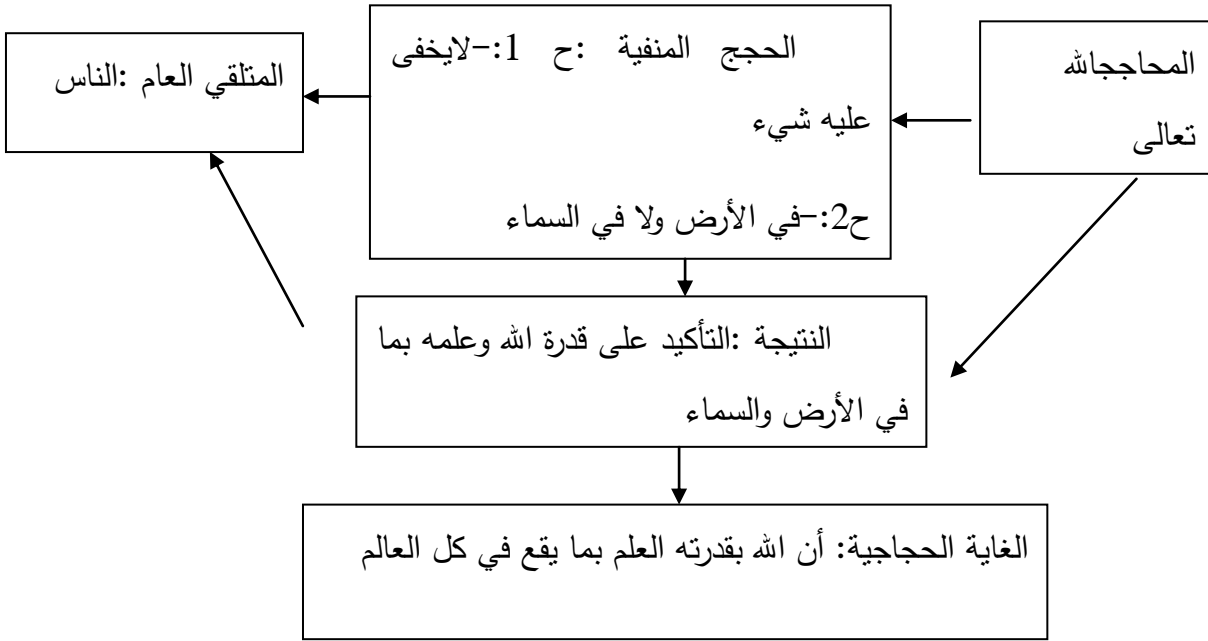 المحاججالله
تعالى
الحجج المنفية :ح 1:-لايخفى
عليه شيء
ح2:-في الأرض ولا في السماء
المتلقي العام :الناس
النتيجة :التأكيد على قدرة الله وعلمه بما
في الأرض والسماء
الغاية الحجاجية: أن الله بقدرته العلم بما يقع في كل العالم